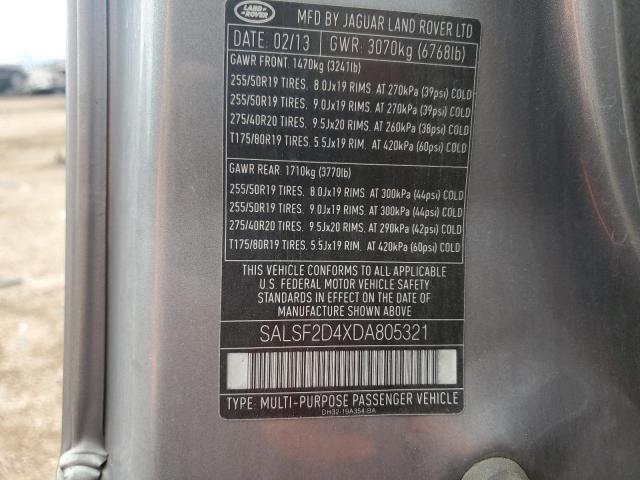 LAND
ROVER
MFD BY JAGUAR LAND ROVER LTD
DATE: 02/13 GWR: 3070kg (6768lb)
GAWR FRONT: 1470kg (3241lb)
255/50R19 TIRES. 8.0Jx19 RIMS. AT 270kPa (39psi) COLD
255/50R19 TIRES. 9.0Jx19 RIMS. AT 270kPa (39psi) COLD
275/40R20 TIRES. 9.5Jx20 RIMS. AT 260kPa (38psi) COLD
T175/80R19 TIRES. 5.5Jx19 RIM. AT 420kPa (60psi) COLD
GAWR REAR: 1710kg (3770lb)
255/50R19 TIRES. 8.0Jx19 RIMS. AT 300kPa (44psi) COLD
255/50R19 TIRES. 9.0Jx19 RIMS. AT 300kPa (44psi) COLD
275/40R20 TIRES. 9.5Jx20 RIMS. AT 290kPa (42psi) COLD
T175/80R19 TIRES. 5.5Jx19 RIM. AT 420kPa (60psi) COLD
THIS VEHICLE CONFORMS TO ALL APPLICABLE
U.S. FEDERAL MOTOR VEHICLE SAFETY
STANDARDS IN EFFECT ON THE DATE OF
MANUFACTURE SHOWN ABOVE.
SALSF2D4XDA805321
TYPE: MULTI-PURPOSE PASSENGER VEHICLE
DH32-19A354-BA